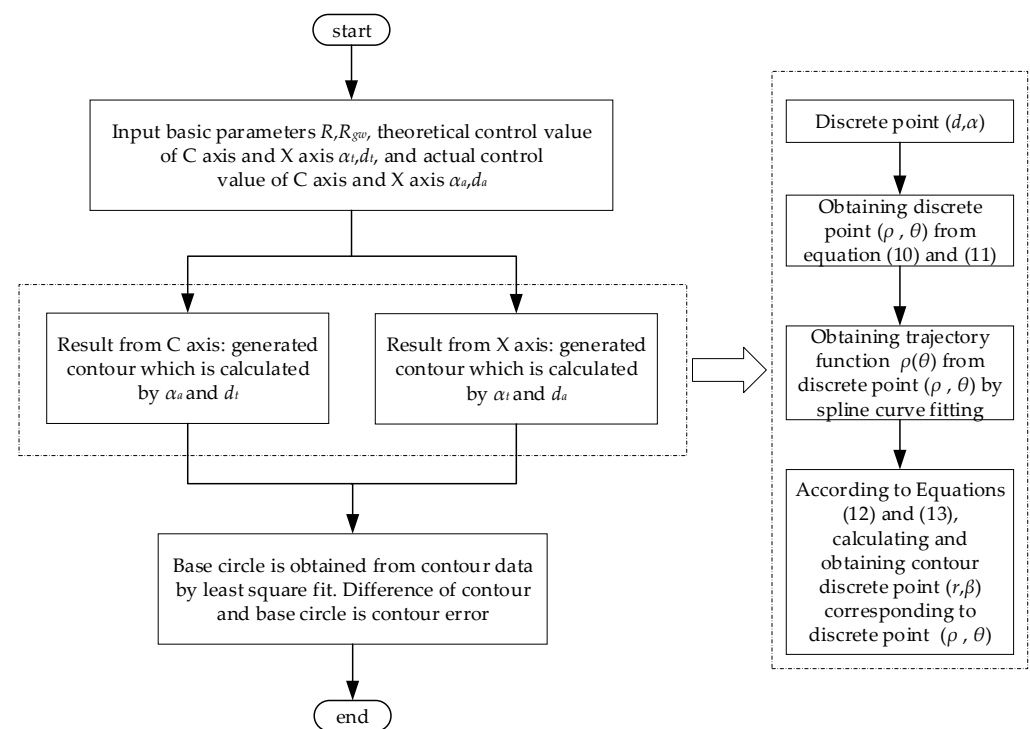 start
Input basic parameters R,Rgw, theoretical control value
of C axis and X axis αt,dt, and actual control
value of C axis and X axis αa,da
Result from C axis: generated
contour which is calculated
by αa and dt
Result from X axis: generated
contour which is calculated
by αt and da
Base circle is obtained from contour data
by least square fit. Difference of contour
and base circle is contour error
end
Discrete point (d,α)
Obtaining discrete
point (ρ , θ) from
equation (10) and (11)
Obtaining trajectory
function ρ(θ) from
discrete point (ρ , θ) by
spline curve fitting
According to Equations
(12) and (13),
calculating and
obtaining contour
discrete point (r,β)
corresponding to
discrete point (ρ , θ)